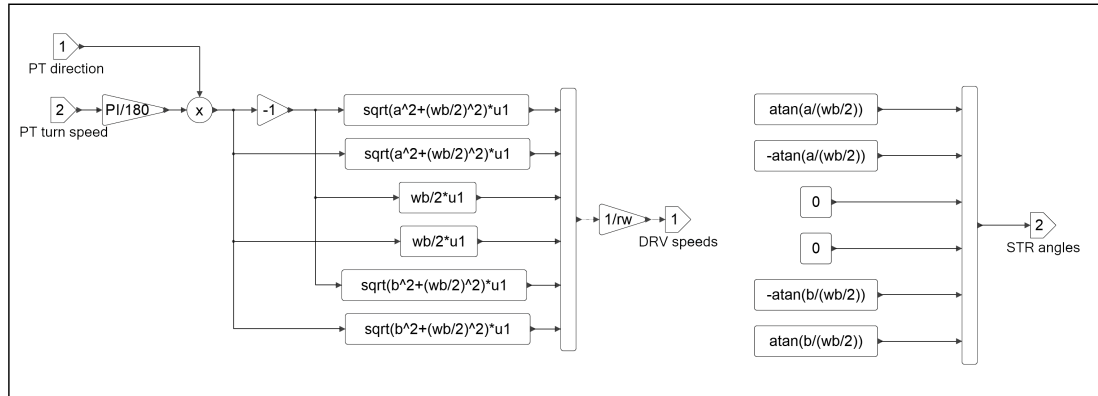 1
PT direction
2
PT turn speed
PI/180
x
-1
sqrt(a^2+(wb/2)^2)*u1
sqrt(a^2+(wb/2)^2)*u1
wb/2*u1
wb/2*u1
sqrt(b^2+(wb/2)^2)*u1
sqrt(b^2+(wb/2)^2)*u1
1/rw
1
DRV speeds
atan(a/(wb/2))
-atan(a/(wb/2))
0
0
-atan(b/(wb/2))
atan(b/(wb/2))
2
STR angles